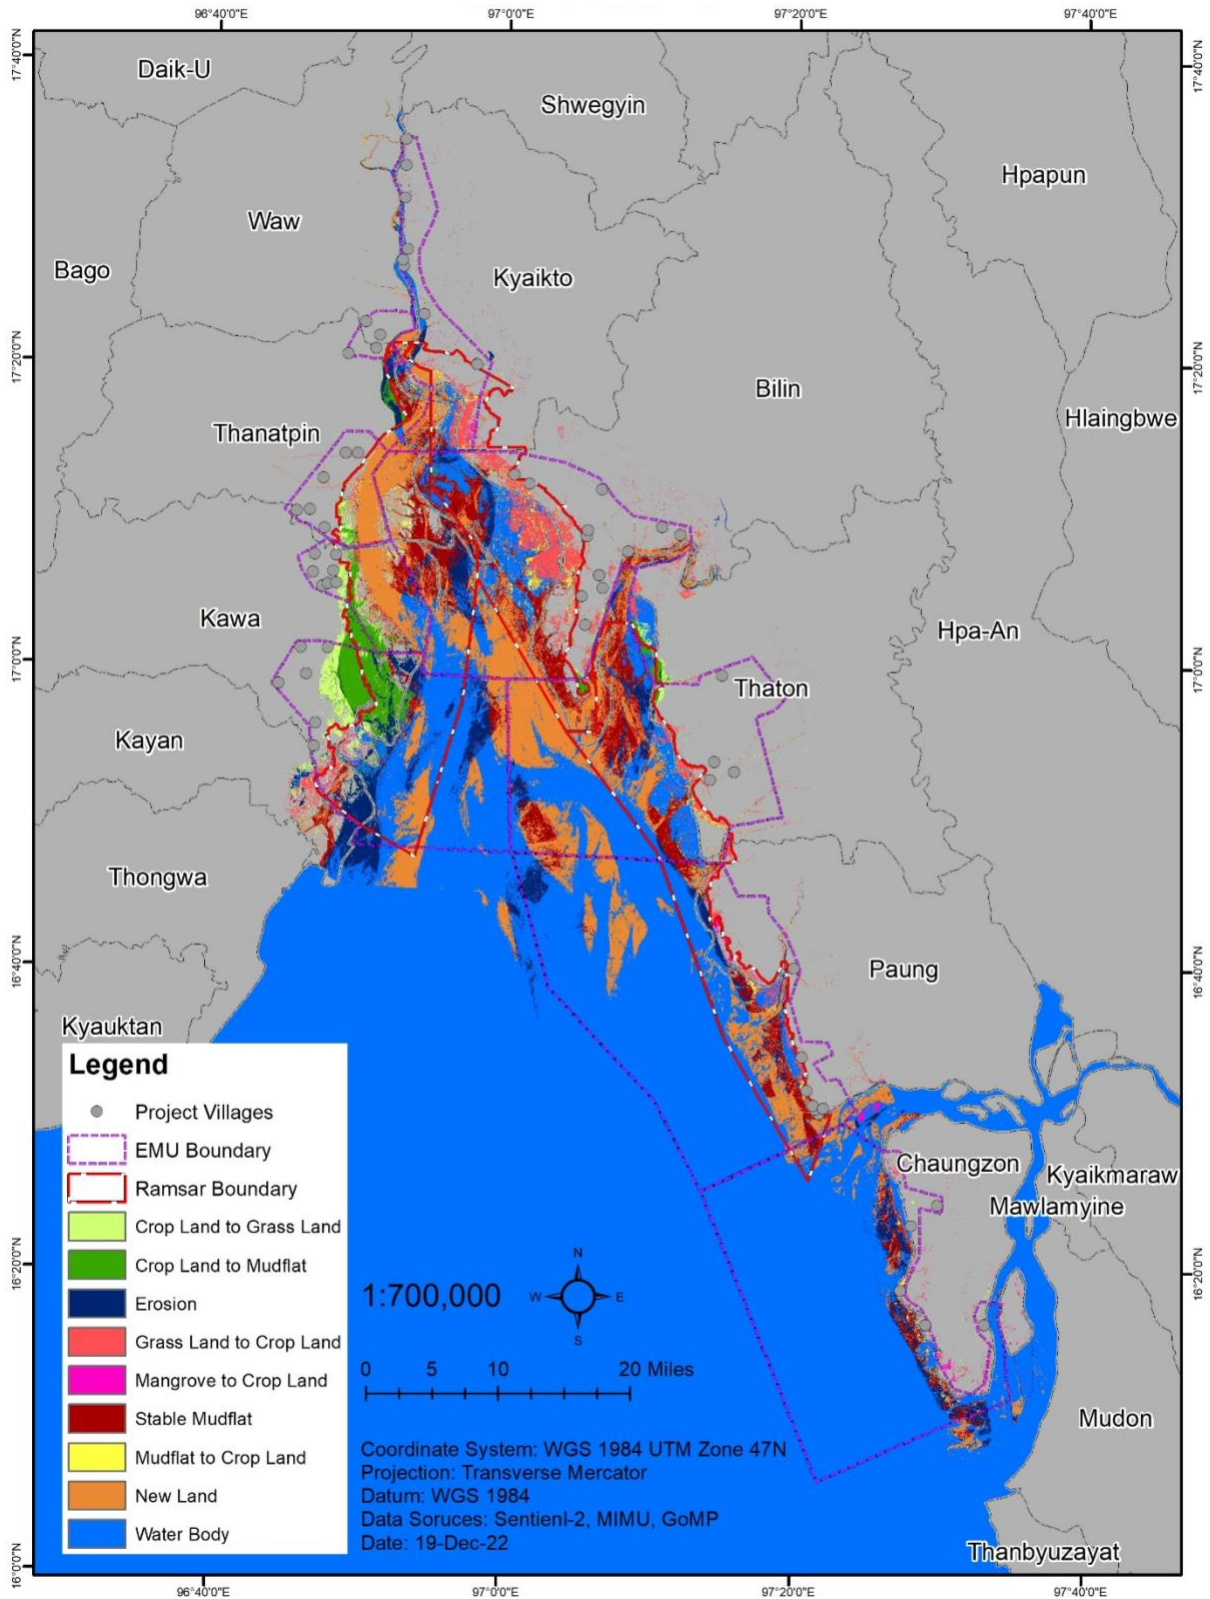 96°40'0"E 97°0'0"E 97°20'0"E 97°40'0"E
17°40'0"N
17°40'0"N
Daik-U
Shwegyin
Hpapun
Waw
Bago
Kyaikto
17°20'0"N
17°20'0"N
Bilin
Hlaingbwe
Thanatpin
Kawa
Hpa-An
17°0'0"N
17°0'0"N
Thaton
Kayan
Thongwa
Paung
16°40'0"N
16°40'0"N
Kyauktan
Chaungzon
Kyaikmaraw
Mawlamyine
16°20'0"N
16°20'0"N
Mudon
Thanbyuzayat
16°0'0"N
Legend
Project Villages
EMU Boundary
Ramsar Boundary
Crop Land to Grass Land
Crop Land to Mudflat
Erosion
Grass Land to Crop Land
Mangrove to Crop Land
Stable Mudflat
Mudflat to Crop Land
New Land
Water Body
1:700,000
N
W E
S
0 5 10 20 Miles
Coordinate System: WGS 1984 UTM Zone 47N
Projection: Transverse Mercator
Datum: WGS 1984
Data Soruces: Sentienl-2, MIMU, GoMP
Date: 19-Dec-22
96°40'0"E 97°0'0"E 97°20'0"E 97°40'0"E